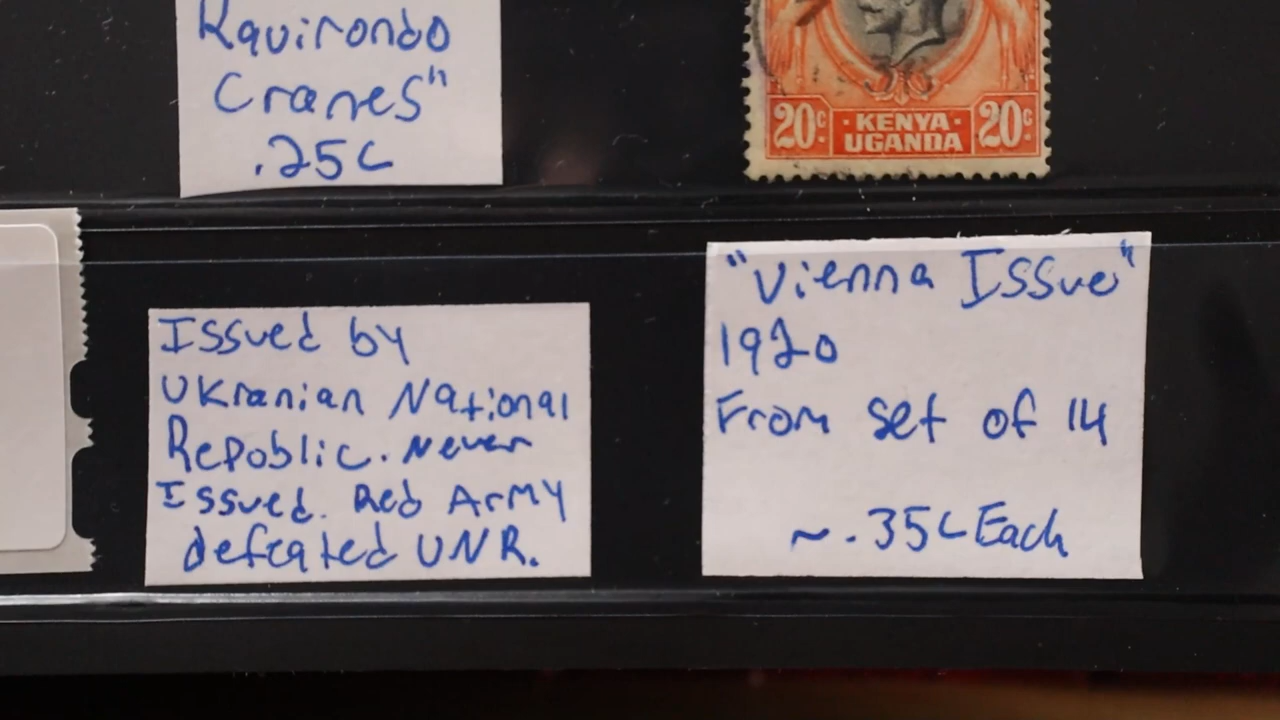 Kavirondo
Cranes"
.25c
20c · KENYA · 20c
UGANDA
Issued by
Ukranian National
Republic. Never
Issued. Red Army
defeated UNR.
"Vienna Issue"
1920
From set of 14
~.35c Each